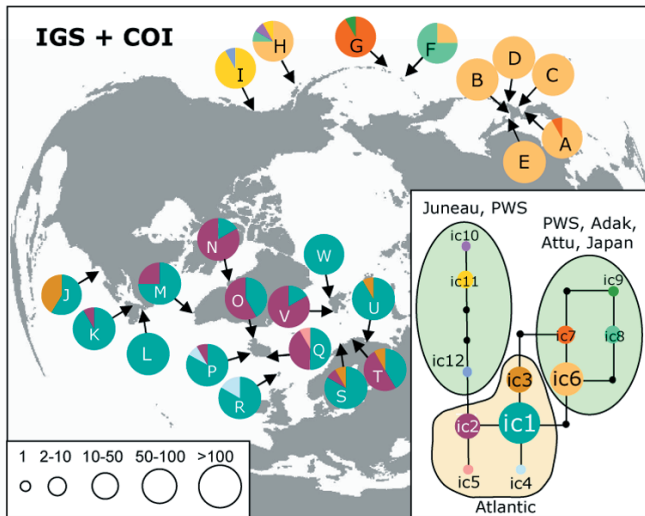 IGS + COI
H
G
F
I
D
B
C
A
E
N
W
J
M
O
V
U
K
L
P
Q
T
R
S
1 2-10 10-50 50-100 >100
Juneau, PWS
PWS, Adak,
Attu, Japan
ic10
ic11
ic9
ic7
ic8
ic12
ic3
ic6
ic2
ic1
ic5
ic4
Atlantic